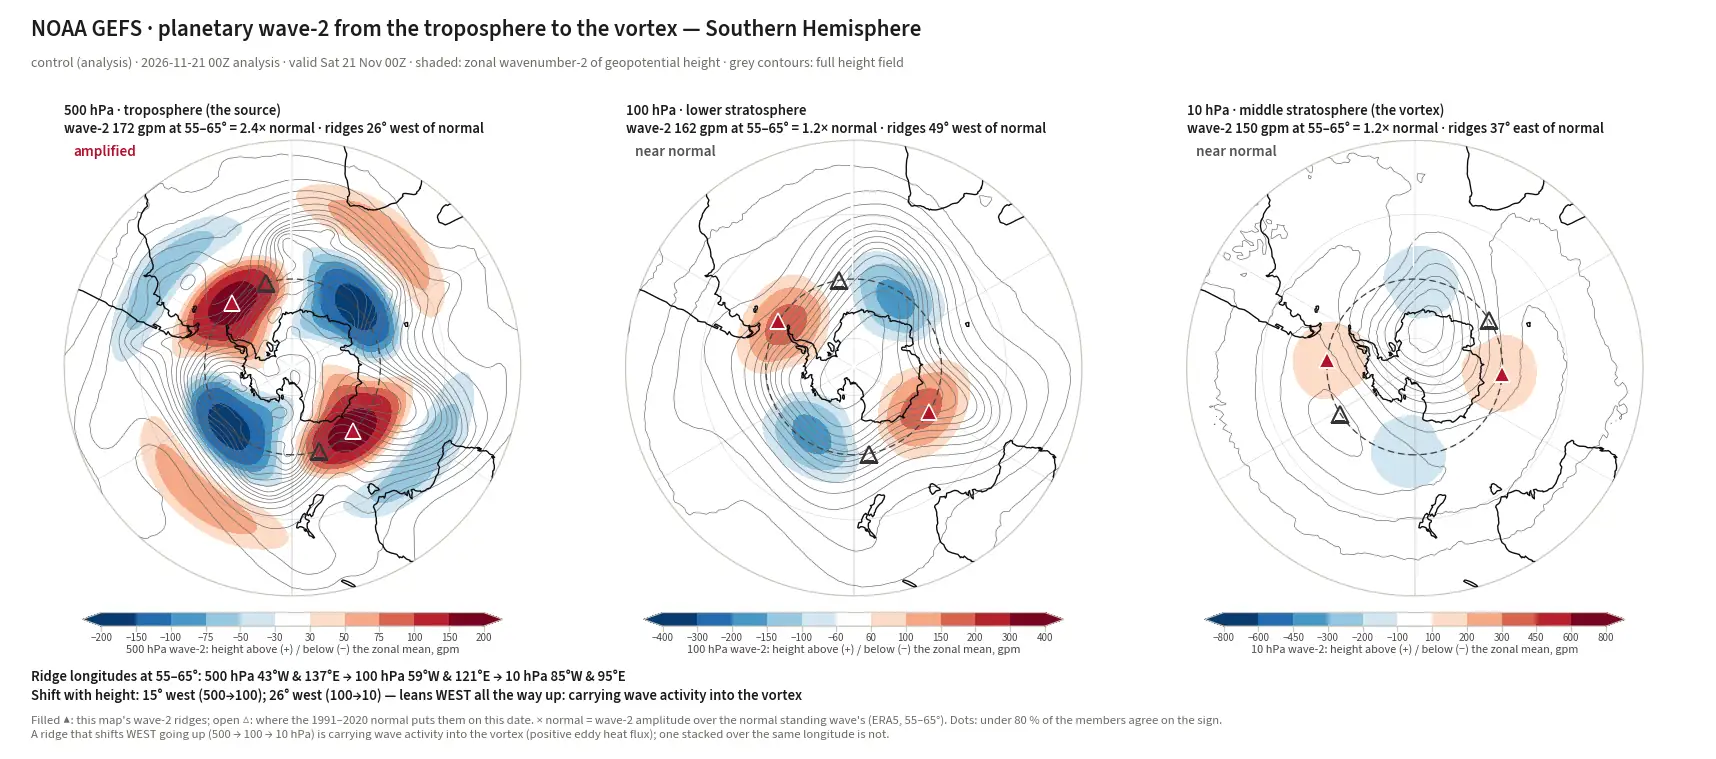 NOAA GEFS · planetary wave-2 from the troposphere to the vortex — Southern Hemisphere
control (analysis) · 2026-11-21 00Z analysis · valid Sat 21 Nov 00Z · shaded: zonal wavenumber-2 of geopotential height · grey contours: full height field
500 hPa · troposphere (the source)
wave-2 172 gpm at 55–65° = 2.4× normal · ridges 26° west of normal
amplified
100 hPa · lower stratosphere
wave-2 162 gpm at 55–65° = 1.2× normal · ridges 49° west of normal
near normal
10 hPa · middle stratosphere (the vortex)
wave-2 150 gpm at 55–65° = 1.2× normal · ridges 37° east of normal
near normal
−200 −150 −100 −75 −50 −30 30 50 75 100 150 200
500 hPa wave-2: height above (+) / below (−) the zonal mean, gpm
−400 −300 −200 −150 −100 −60 60 100 150 200 300 400
100 hPa wave-2: height above (+) / below (−) the zonal mean, gpm
−800 −600 −450 −300 −200 −100 100 200 300 450 600 800
10 hPa wave-2: height above (+) / below (−) the zonal mean, gpm
Ridge longitudes at 55–65°: 500 hPa 43°W & 137°E → 100 hPa 59°W & 121°E → 10 hPa 85°W & 95°E
Shift with height: 15° west (500→100); 26° west (100→10) — leans WEST all the way up: carrying wave activity into the vortex
Filled ▲: this map's wave-2 ridges; open △: where the 1991–2020 normal puts them on this date. × normal = wave-2 amplitude over the normal standing wave's (ERA5, 55–65°). Dots: under 80 % of the members agree on the sign.
A ridge that shifts WEST going up (500 → 100 → 10 hPa) is carrying wave activity into the vortex (positive eddy heat flux); one stacked over the same longitude is not.